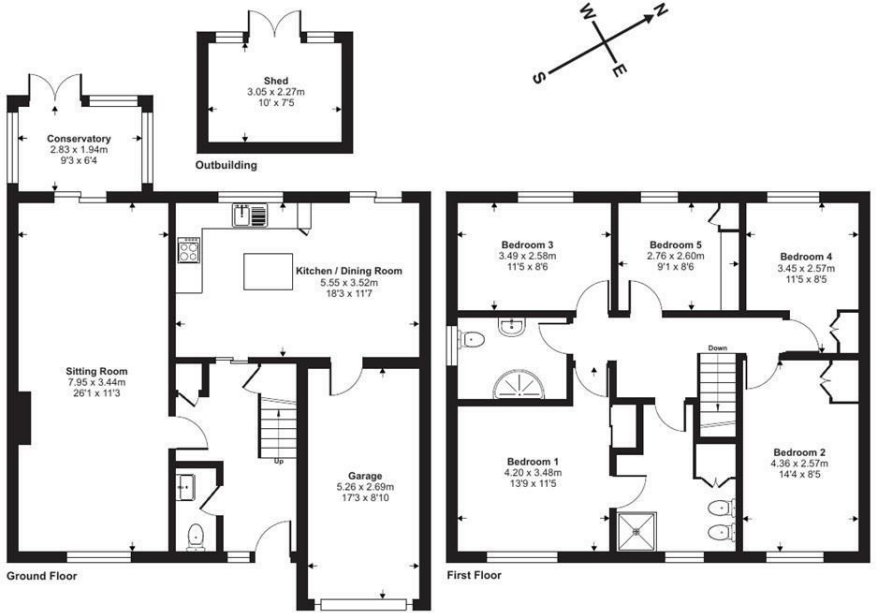 Shed
3.05 x 2.27m
10' x 7'5
Outbuilding
W
N
S
E
Conservatory
2.83 x 1.94m
9'3 x 6'4
Kitchen / Dining Room
5.55 x 3.52m
18'3 x 11'7
Sitting Room
7.95 x 3.44m
26'1 x 11'3
Up
Garage
5.26 x 2.69m
17'3 x 8'10
Ground Floor
Bedroom 3
3.49 x 2.58m
11'5 x 8'6
Bedroom 5
2.76 x 2.60m
9'1 x 8'6
Bedroom 4
3.45 x 2.57m
11'5 x 8'5
Down
Bedroom 1
4.20 x 3.48m
13'9 x 11'5
Bedroom 2
4.36 x 2.57m
14'4 x 8'5
First Floor